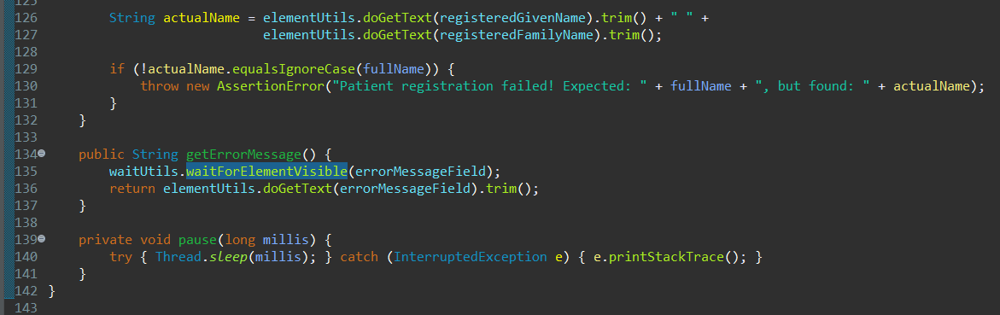 125
126        String actualName = elementUtils.doGetText(registeredGivenName).trim() + " " +
127                            elementUtils.doGetText(registeredFamilyName).trim();
128
129        if (!actualName.equalsIgnoreCase(fullName)) {
130            throw new AssertionError("Patient registration failed! Expected: " + fullName + ", but found: " + actualName);
131        }
132    }
133
134    public String getErrorMessage() {
135        waitUtils.waitForElementVisible(errorMessageField);
136        return elementUtils.doGetText(errorMessageField).trim();
137    }
138
139    private void pause(long millis) {
140        try { Thread.sleep(millis); } catch (InterruptedException e) { e.printStackTrace(); }
141    }
142 }
143